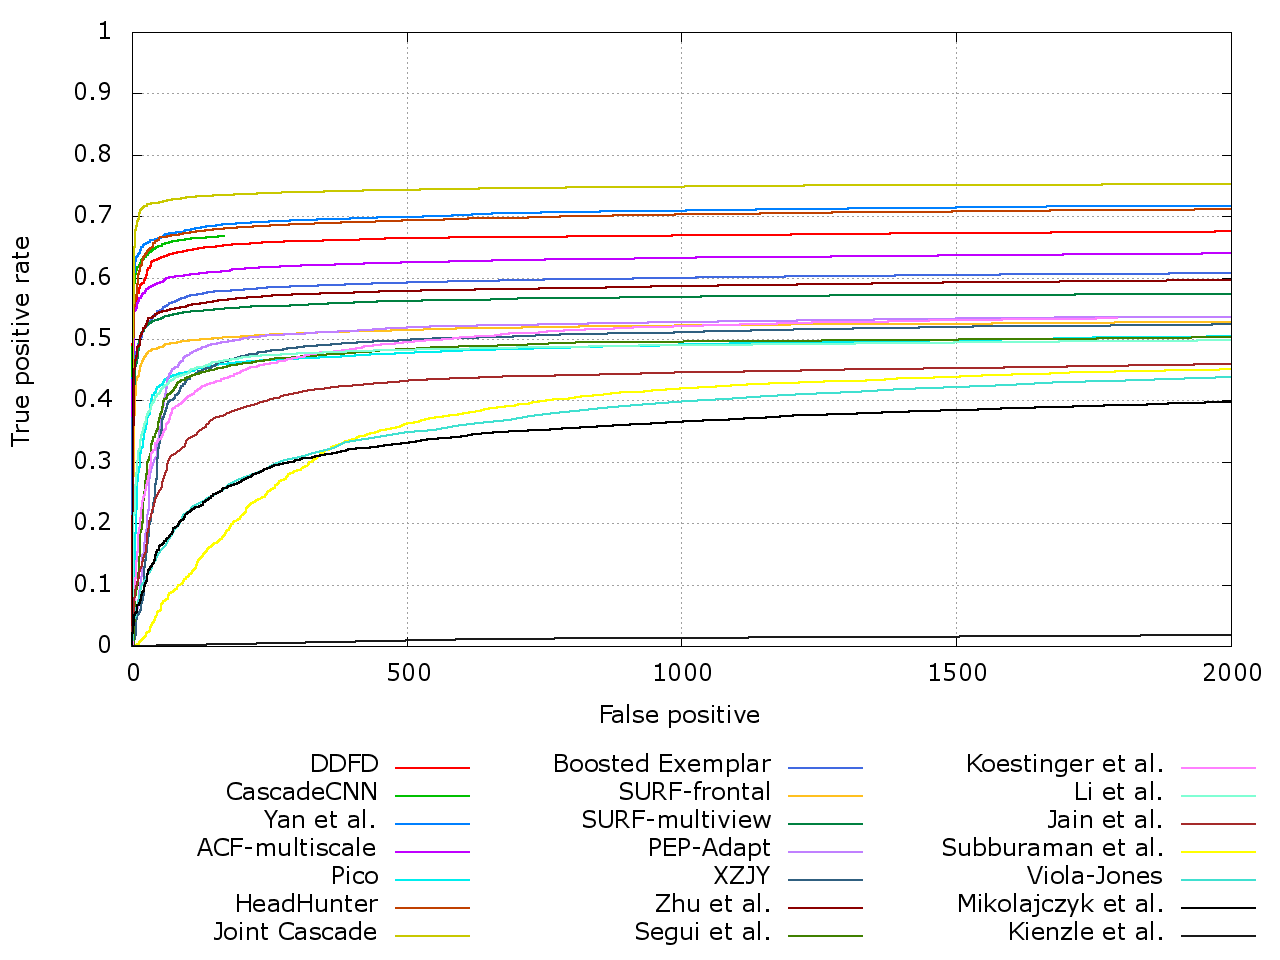 1
0.9
0.8
0.7
0.6
0.5
0.4
0.3
0.2
0.1
0
True positive rate
0 500 1000 1500 2000
False positive
DDFD Boosted Exemplar Koestinger et al.
CascadeCNN SURF-frontal Li et al.
Yan et al. SURF-multiview Jain et al.
ACF-multiscale PEP-Adapt Subburaman et al.
Pico XZJY Viola-Jones
HeadHunter Zhu et al. Mikolajczyk et al.
Joint Cascade Segui et al. Kienzle et al.